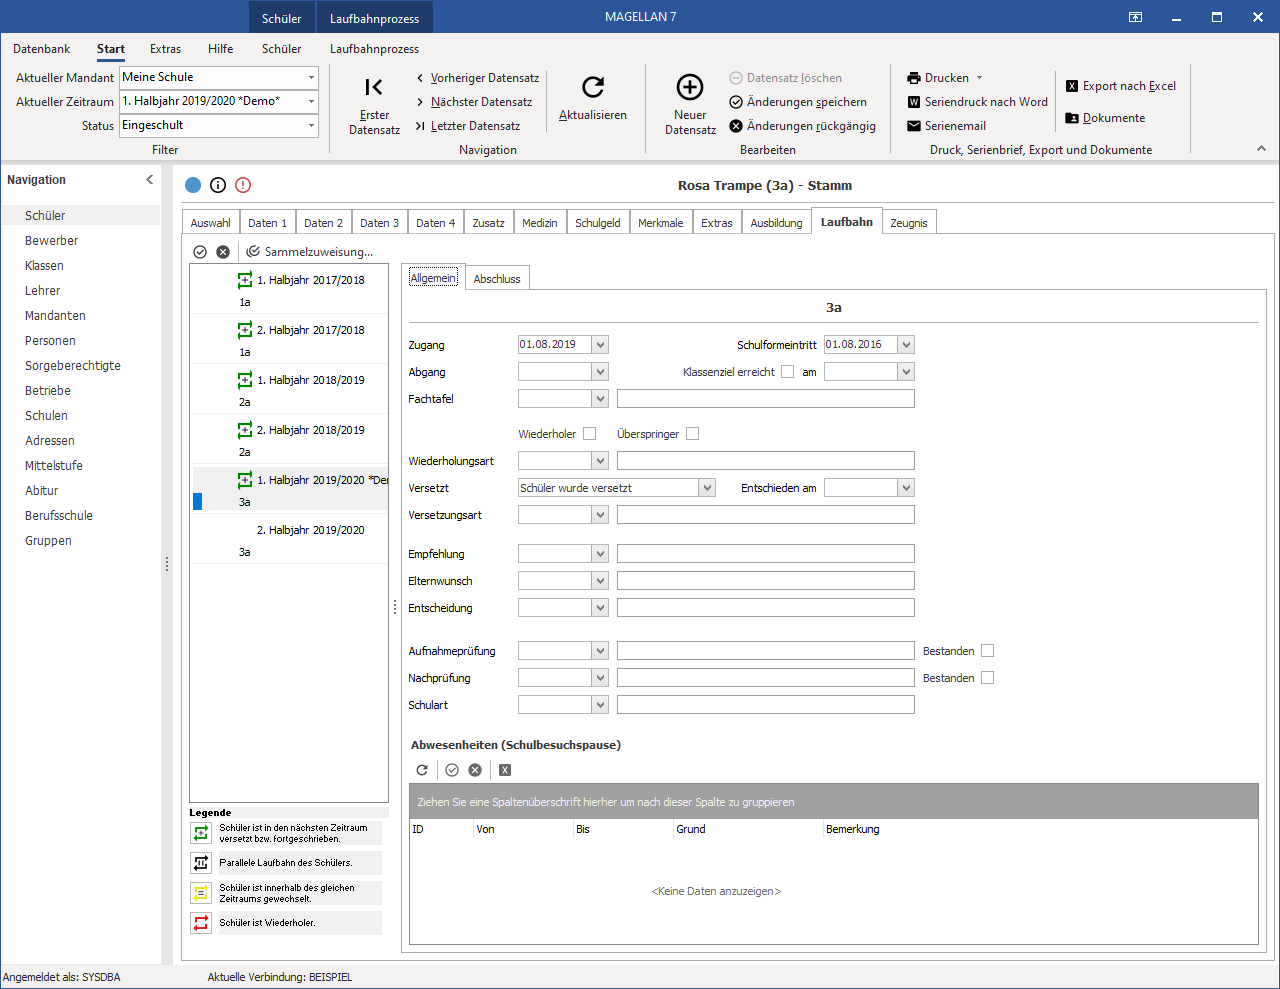 Schüler
Laufbahnprozess
MAGELLAN 7
Datenbank
Start
Extras
Hilfe
Schüler
Laufbahnprozess
Aktueller Mandant
Meine Schule
Aktueller Zeitraum
1. Halbjahr 2019/2020 *Demo*
Status
Eingeschult
Filter
Erster
Datensatz
Vorheriger Datensatz
Nächster Datensatz
Letzter Datensatz
Aktualisieren
Navigation
Neuer
Datensatz
Datensatz löschen
Änderungen speichern
Änderungen rückgängig
Bearbeiten
Drucken
Seriendruck nach Word
Serienemail
Export nach Excel
Dokumente
Druck, Serienbrief, Export und Dokumente
Navigation
Schüler
Bewerber
Klassen
Lehrer
Mandanten
Personen
Sorgeberechtigte
Betriebe
Schulen
Adressen
Mittelstufe
Abitur
Berufsschule
Gruppen
Rosa Trampe (3a) - Stamm
Auswahl
Daten 1
Daten 2
Daten 3
Daten 4
Zusatz
Medizin
Schulgeld
Merkmale
Extras
Ausbildung
Laufbahn
Zeugnis
Sammelzuweisung...
1. Halbjahr 2017/2018
1a
2. Halbjahr 2017/2018
1a
1. Halbjahr 2018/2019
2a
2. Halbjahr 2018/2019
2a
1. Halbjahr 2019/2020 *De
3a
2. Halbjahr 2019/2020
3a
Legende
Schüler ist in den nächsten Zeitraum
versetzt bzw. fortgeschrieben.
Parallele Laufbahn des Schülers.
Schüler ist innerhalb des gleichen
Zeitraums gewechselt.
Schüler ist Wiederholer.
Allgemein
Abschluss
3a
Zugang
01.08.2019
Schulformeintritt
01.08.2016
Abgang
Klassenziel erreicht
am
Fachtafel
Wiederholer
Überspringer
Wiederholungsart
Versetzt
Schüler wurde versetzt
Entschieden am
Versetzungsart
Empfehlung
Elternwunsch
Entscheidung
Aufnahmeprüfung
Bestanden
Nachprüfung
Bestanden
Schulart
Abwesenheiten (Schulbesuchspause)
Ziehen Sie eine Spaltenüberschrift hierher um nach dieser Spalte zu gruppieren
ID
Von
Bis
Grund
Bemerkung
<Keine Daten anzuzeigen>
Angemeldet als: SYSDBA
Aktuelle Verbindung: BEISPIEL